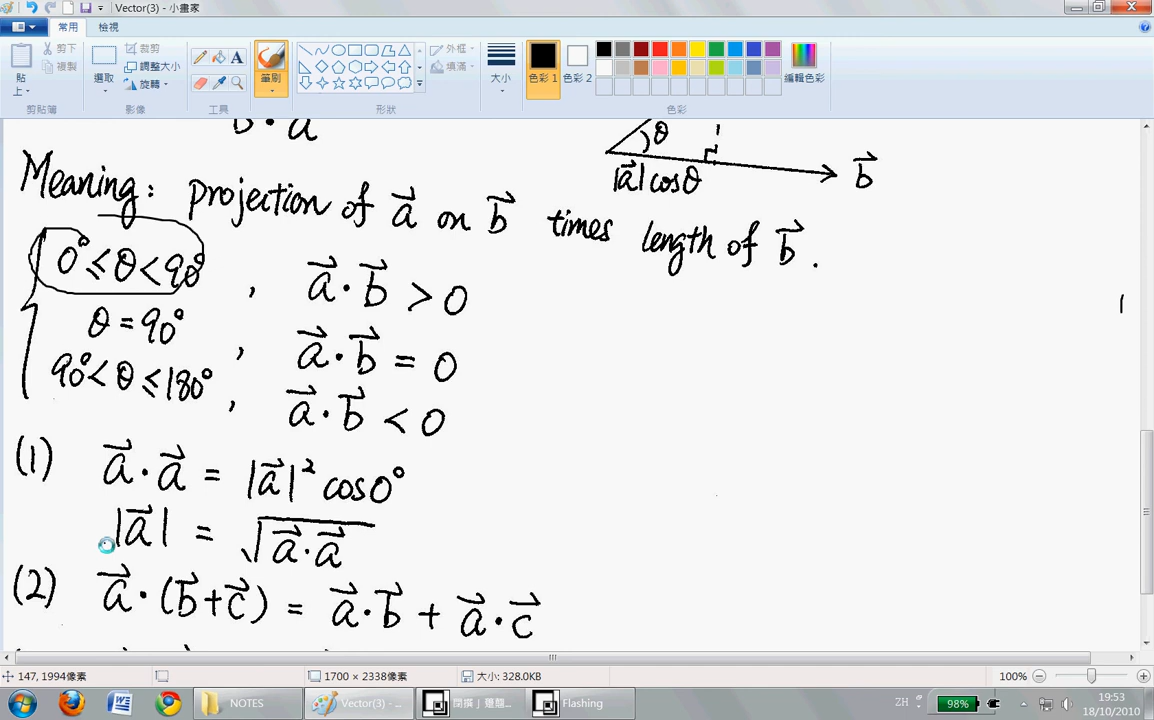 Vector(3) - 小畫家
常用 檢視
貼上 剪下 複製 選取 裁剪 調整大小 旋轉 A 筆刷 外框 填滿 大小 色彩 1 色彩 2 編輯色彩
剪貼簿 影像 工具 形狀 色彩
b · a
θ
|a⃗| cosθ b⃗
Meaning: projection of a⃗ on b⃗ times length of b⃗.
0° ≤ θ < 90° , a⃗ · b⃗ > 0
θ = 90° , a⃗ · b⃗ = 0
90° < θ ≤ 180° , a⃗ · b⃗ < 0
(1) a⃗ · a⃗ = |a⃗|² cos0°
|a⃗| = √(a⃗ · a⃗)
(2) a⃗ · (b⃗ + c⃗) = a⃗ · b⃗ + a⃗ · c⃗
147, 1994像素 1700 × 2338像素 大小: 328.0KB 100%
NOTES Vector(3) - ... Flashing ZH 98% 19:53
18/10/2010